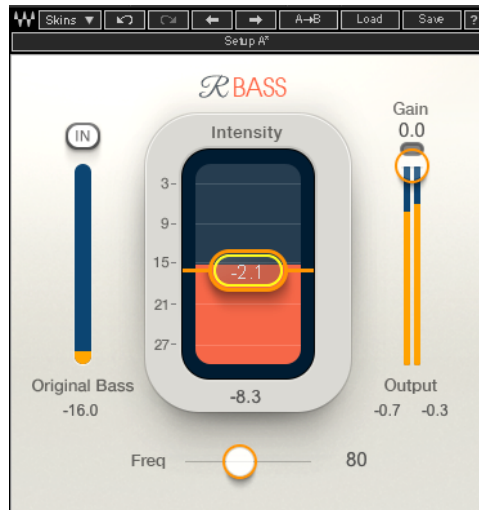 W Skins ▼ A→B Load Save ?
Setup A*
R BASS
Gain
0.0
IN
Intensity
3-
9-
15-
-2.1
21-
27-
Original Bass
-16.0
-8.3
Output
-0.7 -0.3
Freq 80